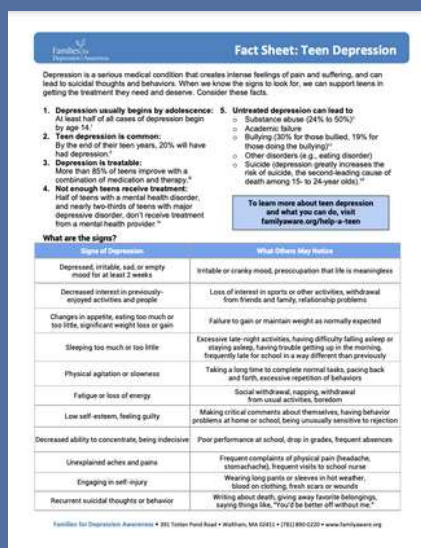 Families for
Depression Awareness
Fact Sheet: Teen Depression
Depression is a serious medical condition that creates intense feelings of pain and suffering, and can
lead to suicidal thoughts and behaviors. When we know the signs to look for, we can support teens in
getting the treatment they need and deserve. Consider these facts.
1. Depression usually begins by adolescence:
At least half of all cases of depression begin
by age 14.
2. Teen depression is common:
By the end of their teen years, 20% will have
had depression.
3. Depression is treatable:
More than 85% of teens improve with a
combination of medication and therapy.
4. Not enough teens receive treatment:
Half of teens with a mental health disorder,
and nearly two-thirds of teens with major
depressive disorder, don't receive treatment
from a mental health provider.
5. Untreated depression can lead to
o Substance abuse (24% to 50%)
o Academic failure
o Bullying (30% for those bullied, 19% for
those doing the bullying)
o Other disorders (e.g., eating disorder)
o Suicide (depression greatly increases the
risk of suicide, the second-leading cause of
death among 15- to 24-year olds).
To learn more about teen depression
and what you can do, visit
familyaware.org/help-a-teen
What are the signs?
Signs of Depression
What Others May Notice
Depressed, irritable, sad, or empty
mood for at least 2 weeks
Irritable or cranky mood, preoccupation that life is meaningless
Decreased interest in previously-
enjoyed activities and people
Loss of interest in sports or other activities, withdrawal
from friends and family, relationship problems
Changes in appetite, eating too much or
too little, significant weight loss or gain
Failure to gain or maintain weight as normally expected
Sleeping too much or too little
Excessive late-night activities, having difficulty falling asleep or
staying asleep, having trouble getting up in the morning,
frequently late for school in a way different than previously
Physical agitation or slowness
Taking a long time to complete normal tasks, pacing back
and forth, excessive repetition of behaviors
Fatigue or loss of energy
Social withdrawal, napping, withdrawal
from usual activities, boredom
Low self-esteem, feeling guilty
Making critical comments about themselves, having behavior
problems at home or school, being unusually sensitive to rejection
Decreased ability to concentrate, being indecisive
Poor performance at school, drop in grades, frequent absences
Unexplained aches and pains
Frequent complaints of physical pain (headache,
stomachache), frequent visits to school nurse
Engaging in self-injury
Wearing long pants or sleeves in hot weather,
blood on clothing, fresh scars or wounds
Recurrent suicidal thoughts or behavior
Writing about death, giving away favorite belongings,
saying things like, "You'd be better off without me."
Families for Depression Awareness • 391 Totten Pond Road • Waltham, MA 02451 • (781) 890-0220 • www.familyaware.org